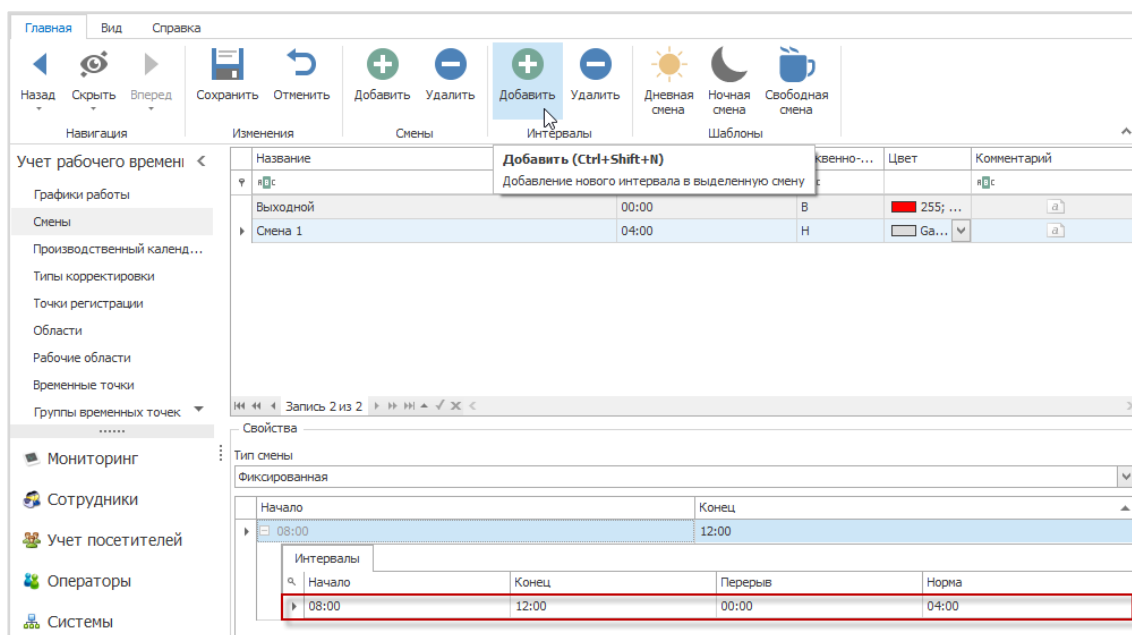 Главная Вид Справка
Назад Скрыть Вперед Сохранить Отменить Добавить Удалить Добавить Удалить Дневная смена Ночная смена Свободная смена
Навигация Изменения Смены Интервалы Шаблоны
Учет рабочего времени
Графики работы
Смены
Производственный календ...
Типы корректировки
Точки регистрации
Области
Рабочие области
Временные точки
Группы временных точек
Мониторинг
Сотрудники
Учет посетителей
Операторы
Системы
Название квенно-... Цвет Комментарий
Добавить (Ctrl+Shift+N)
Добавление нового интервала в выделенную смену
Выходной 00:00 В 255; ...
Смена 1 04:00 Н Ga...
Запись 2 из 2
Свойства
Тип смены
Фиксированная
Начало Конец
08:00 12:00
Интервалы
Начало Конец Перерыв Норма
08:00 12:00 00:00 04:00